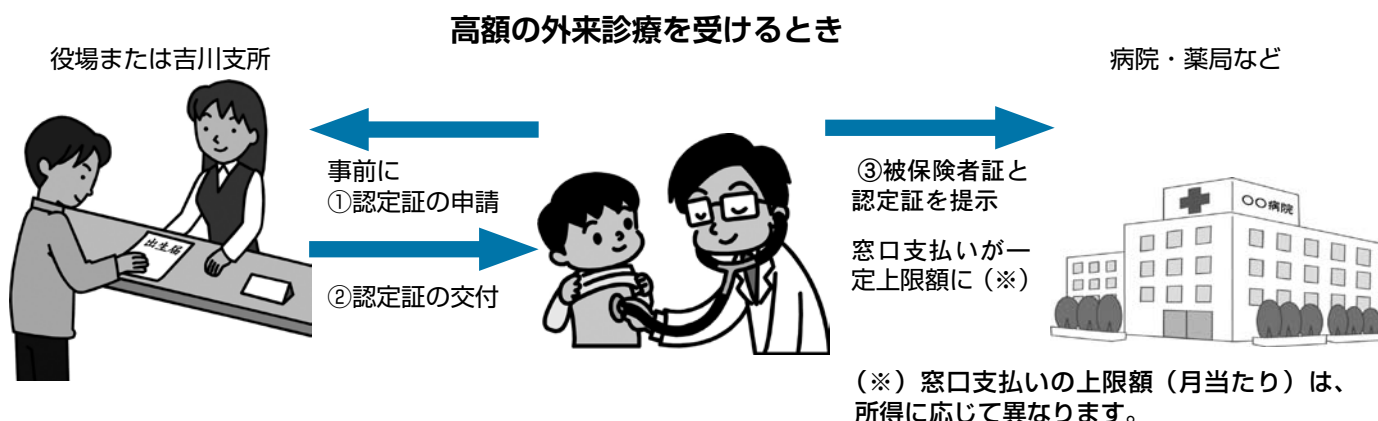 高額の外来診療を受けるとき
役場または吉川支所
病院・薬局など
事前に
①認定証の申請
②認定証の交付
出生届
③被保険者証と
認定証を提示
窓口支払いが一
定上限額に(※)
〇〇病院
(※)窓口支払いの上限額(月当たり)は、
所得に応じて異なります。